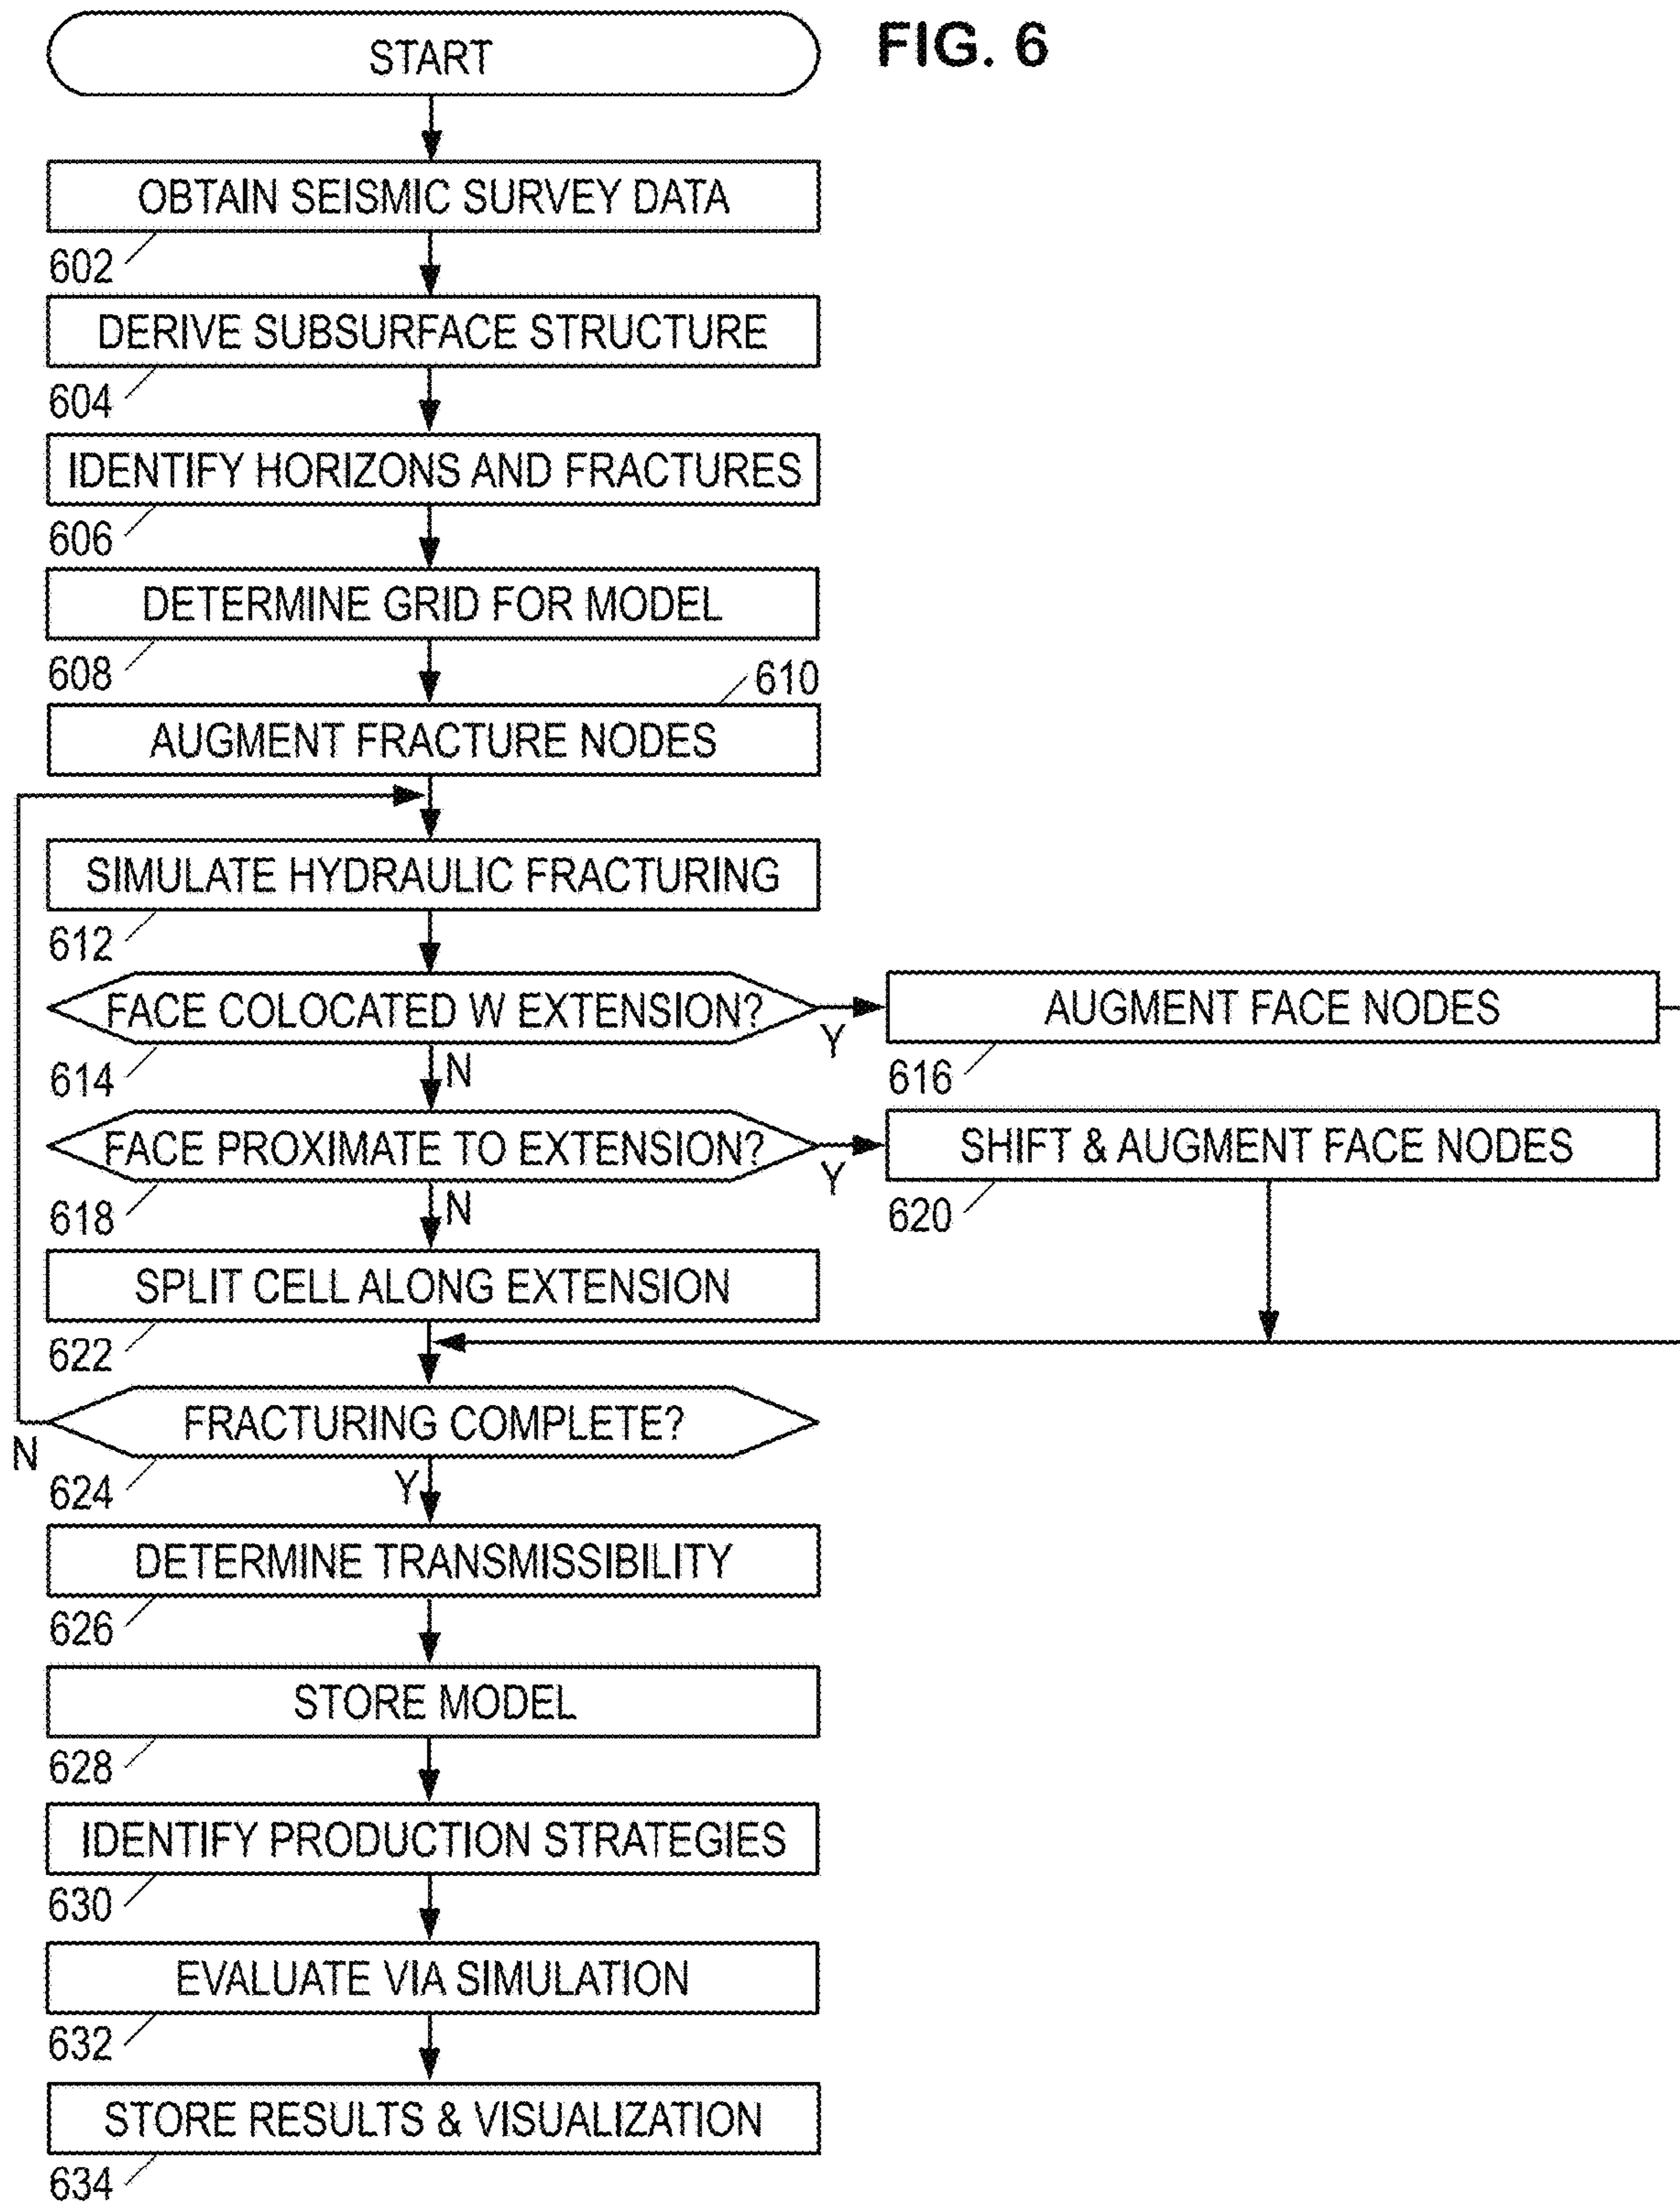 FIG. 6
START
OBTAIN SEISMIC SURVEY DATA
602
DERIVE SUBSURFACE STRUCTURE
604
IDENTIFY HORIZONS AND FRACTURES
606
DETERMINE GRID FOR MODEL
608
610
AUGMENT FRACTURE NODES
SIMULATE HYDRAULIC FRACTURING
612
FACE COLOCATED W EXTENSION?
Y
AUGMENT FACE NODES
614
N
616
FACE PROXIMATE TO EXTENSION?
Y
SHIFT & AUGMENT FACE NODES
618
N
620
SPLIT CELL ALONG EXTENSION
622
FRACTURING COMPLETE?
N
624
Y
DETERMINE TRANSMISSIBILITY
626
STORE MODEL
628
IDENTIFY PRODUCTION STRATEGIES
630
EVALUATE VIA SIMULATION
632
STORE RESULTS & VISUALIZATION
634